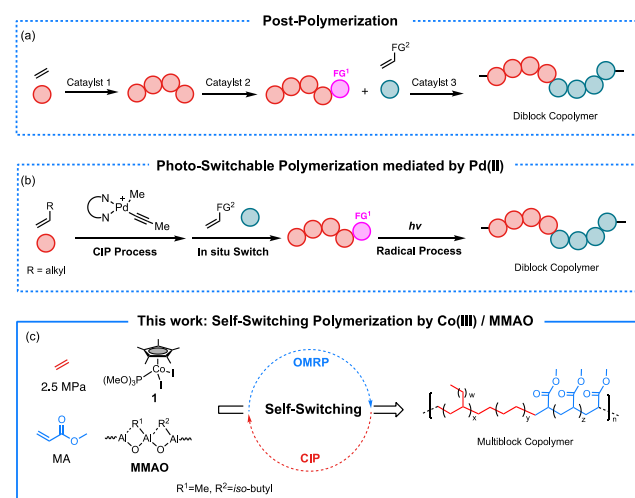 Post-Polymerization
(a)
FG2
FG1
Cataylst 1
Cataylst 2
+
Cataylst 3
Diblock Copolymer
Photo-Switchable Polymerization mediated by Pd(II)
(b)
R
N
N
Pd
+
Me
Me
FG2
FG1
CIP Process
In situ Switch
hv
Radical Process
R = alkyl
Diblock Copolymer
This work: Self-Switching Polymerization by Co(III) / MMAO
(c)
2.5 MPa
(MeO)3P
Co
I
I
1
OMRP
Self-Switching
CIP
O
O
MA
R1
R2
Al
Al
Al
O
O
MMAO
R1=Me, R2=iso-butyl
O
O
O
O
O
O
w
x
y
z
n
Multiblock Copolymer